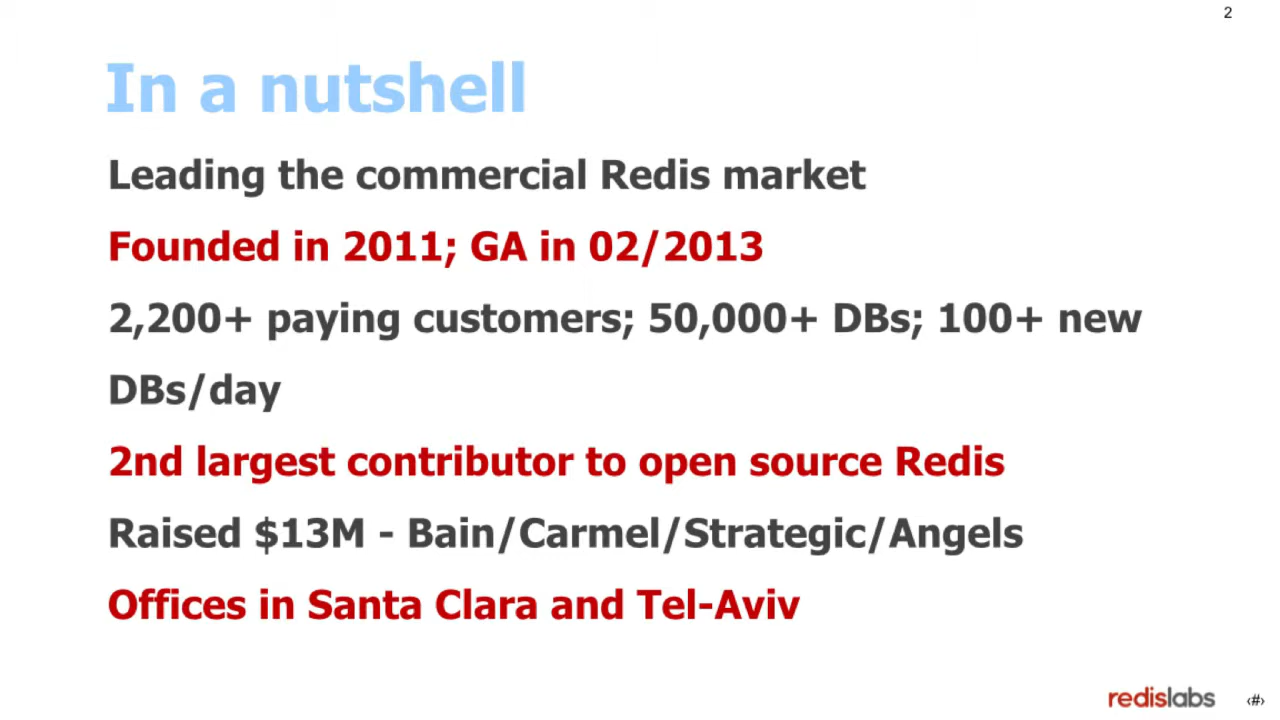 2
In a nutshell
Leading the commercial Redis market
Founded in 2011; GA in 02/2013
2,200+ paying customers; 50,000+ DBs; 100+ new
DBs/day
2nd largest contributor to open source Redis
Raised $13M - Bain/Carmel/Strategic/Angels
Offices in Santa Clara and Tel-Aviv
redislabs
‹#›